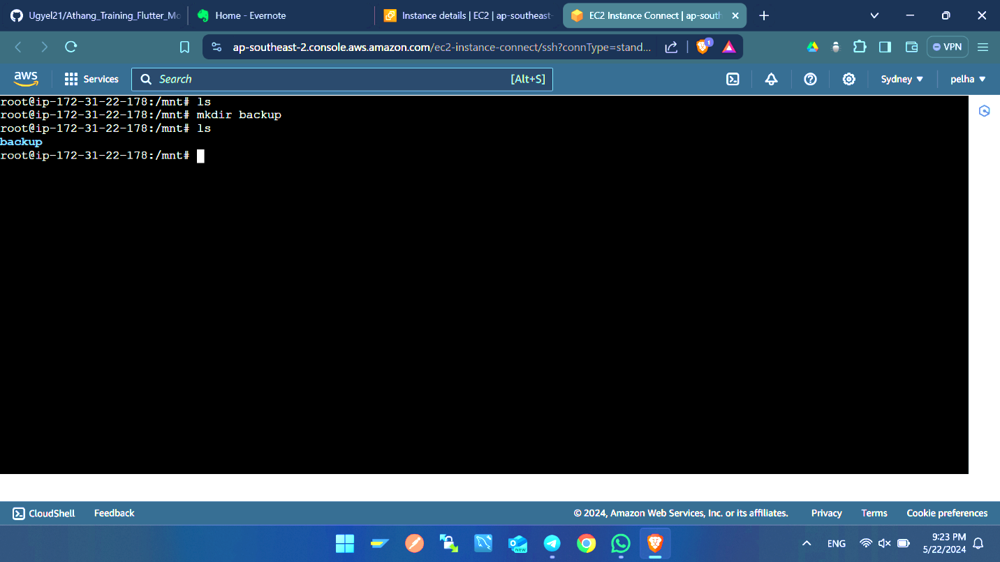 Ugyel21/Athang_Training_Flutter_Mo
Home - Evernote
Instance details | EC2 | ap-southeast-
EC2 Instance Connect | ap-south
ap-southeast-2.console.aws.amazon.com/ec2-instance-connect/ssh?connType=stand...
1
VPN
aws
Services
Search
[Alt+S]
Sydney
pelha
root@ip-172-31-22-178:/mnt# ls
root@ip-172-31-22-178:/mnt# mkdir backup
root@ip-172-31-22-178:/mnt# ls
backup
root@ip-172-31-22-178:/mnt#
CloudShell
Feedback
© 2024, Amazon Web Services, Inc. or its affiliates.
Privacy
Terms
Cookie preferences
NEW
ENG
9:23 PM
5/22/2024